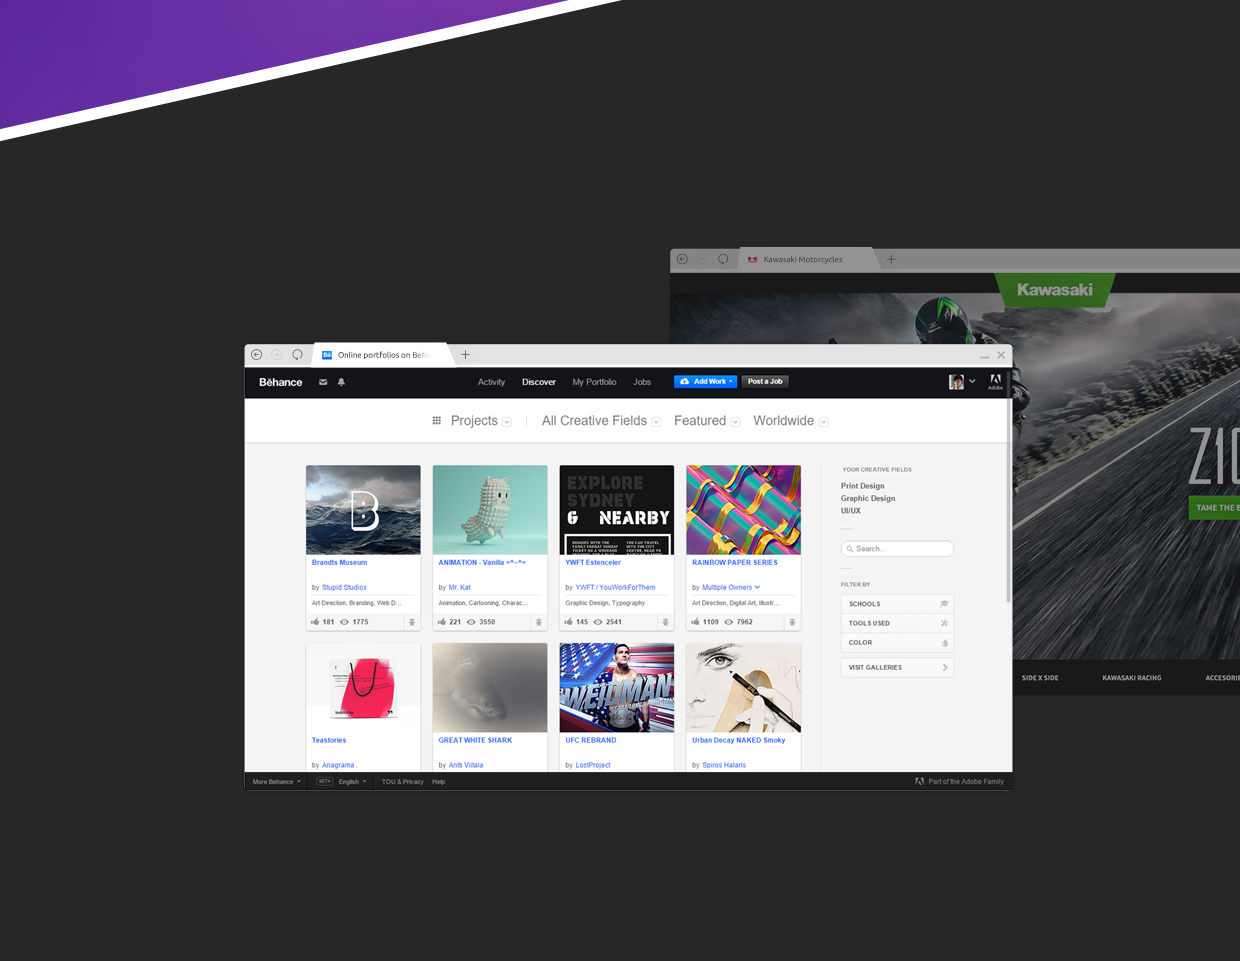 Kawasaki Motorcycles
Kawasaki
Online portfolios on Beha
Bēhance
Activity
Discover
My Portfolio
Jobs
Add Work
Post a Job
Adobe
Projects
All Creative Fields
Featured
Worldwide
B
EXPLORE
SYDNEY
& NEARBY
Brandts Museum
ANIMATION - Vanilla =^~^=
YWFT Estenceler
RAINBOW PAPER SERIES
by Stupid Studios
by Mr. Kat
by YWFT / YouWorkForThem
by Multiple Owners
Art Direction, Branding, Web D...
Animation, Cartooning, Charac...
Graphic Design, Typography
Art Direction, Digital Art, Illustr...
181 1775
221 3550
145 2541
1109 7962
WEIDMAN
Teastories
GREAT WHITE SHARK
UFC REBRAND
Urban Decay NAKED Smoky
by Anagrama .
by Antti Viitala
by LostProject
by Spiros Halaris
YOUR CREATIVE FIELDS
Print Design
Graphic Design
UI/UX
Search...
FILTER BY
SCHOOLS
TOOLS USED
COLOR
VISIT GALLERIES
More Behance
BETA
English
TOU & Privacy
Help
Part of the Adobe Family
TAME THE
SIDE X SIDE
KAWASAKI RACING
ACCESORIE